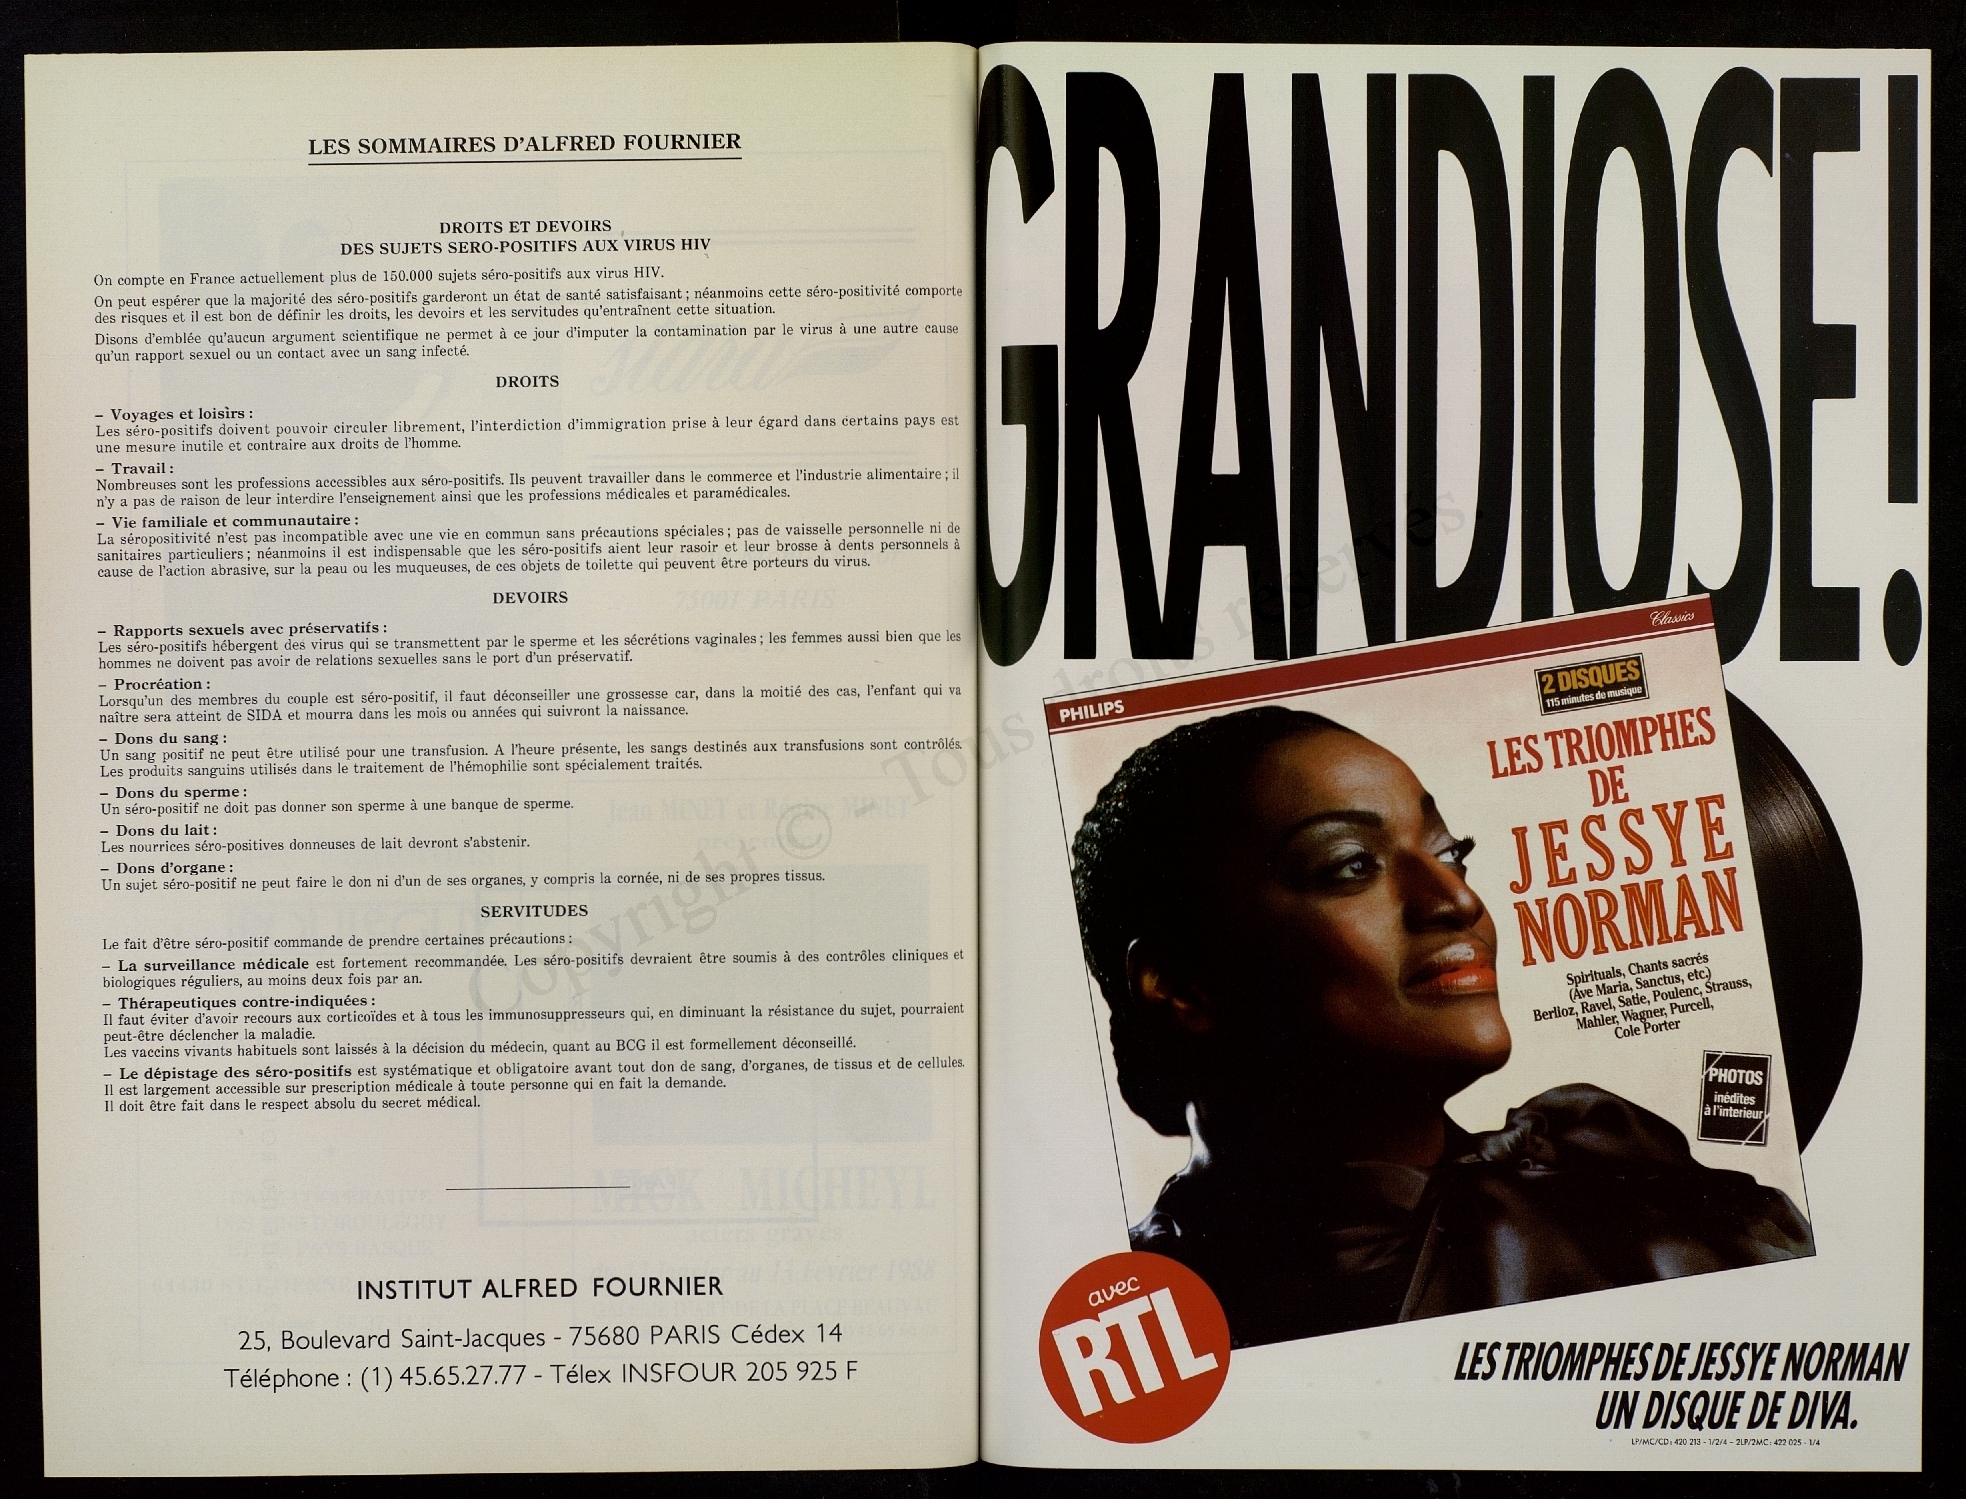 LES SOMMAIRES D'ALFRED FOURNIER
DROITS ET DEVOIRS
DES SUJETS SERO-POSITIFS AUX VIRUS HIV
On compte en France actuellement plus de 150.000 sujets séro-positifs aux virus HIV.
On peut espérer que la majorité des séro-positifs garderont un état de santé satisfaisant ; néanmoins cette séro-positivité comporte
des risques et il est bon de définir les droits, les devoirs et les servitudes qu'entraînent cette situation.
Disons d'emblée qu'aucun argument scientifique ne permet à ce jour d'imputer la contamination par le virus à une autre cause
qu'un rapport sexuel ou un contact avec un sang infecté.
DROITS
– Voyages et loisirs :
Les séro-positifs doivent pouvoir circuler librement, l'interdiction d'immigration prise à leur égard dans certains pays est
une mesure inutile et contraire aux droits de l'homme.
– Travail :
Nombreuses sont les professions accessibles aux séro-positifs. Ils peuvent travailler dans le commerce et l'industrie alimentaire ; il
n'y a pas de raison de leur interdire l'enseignement ainsi que les professions médicales et paramédicales.
– Vie familiale et communautaire :
La séropositivité n'est pas incompatible avec une vie en commun sans précautions spéciales ; pas de vaisselle personnelle ni de
sanitaires particuliers ; néanmoins il est indispensable que les séro-positifs aient leur rasoir et leur brosse à dents personnels à
cause de l'action abrasive, sur la peau ou les muqueuses, de ces objets de toilette qui peuvent être porteurs du virus.
DEVOIRS
– Rapports sexuels avec préservatifs :
Les séro-positifs hébergent des virus qui se transmettent par le sperme et les sécrétions vaginales ; les femmes aussi bien que les
hommes ne doivent pas avoir de relations sexuelles sans le port d'un préservatif.
– Procréation :
Lorsqu'un des membres du couple est séro-positif, il faut déconseiller une grossesse car, dans la moitié des cas, l'enfant qui va
naître sera atteint de SIDA et mourra dans les mois ou années qui suivront la naissance.
– Dons du sang :
Un sang positif ne peut être utilisé pour une transfusion. A l'heure présente, les sangs destinés aux transfusions sont contrôlés.
Les produits sanguins utilisés dans le traitement de l'hémophilie sont spécialement traités.
– Dons du sperme :
Un séro-positif ne doit pas donner son sperme à une banque de sperme.
– Dons du lait :
Les nourrices séro-positives donneuses de lait devront s'abstenir.
– Dons d'organe :
Un sujet séro-positif ne peut faire le don ni d'un de ses organes, y compris la cornée, ni de ses propres tissus.
SERVITUDES
Le fait d'être séro-positif commande de prendre certaines précautions :
– La surveillance médicale est fortement recommandée. Les séro-positifs devraient être soumis à des contrôles cliniques et
biologiques réguliers, au moins deux fois par an.
– Thérapeutiques contre-indiquées :
Il faut éviter d'avoir recours aux corticoïdes et à tous les immunosuppresseurs qui, en diminuant la résistance du sujet, pourraient
peut-être déclencher la maladie.
Les vaccins vivants habituels sont laissés à la décision du médecin, quant au BCG il est formellement déconseillé.
– Le dépistage des séro-positifs est systématique et obligatoire avant tout don de sang, d'organes, de tissus et de cellules.
Il est largement accessible sur prescription médicale à toute personne qui en fait la demande.
Il doit être fait dans le respect absolu du secret médical.
INSTITUT ALFRED FOURNIER
25, Boulevard Saint-Jacques - 75680 PARIS Cédex 14
Téléphone : (1) 45.65.27.77 - Télex INSFOUR 205 925 F
Copyright © - Tous droits réservés.
GRANDIOSE !
Classics
PHILIPS
2 DISQUES
115 minutes de musique
LES TRIOMPHES
DE
JESSYE
NORMAN
Spirituals, Chants sacrés
(Ave Maria, Sanctus, etc.)
Berlioz, Ravel, Satie, Poulenc, Strauss,
Mahler, Wagner, Purcell,
Cole Porter
PHOTOS
inédites
à l'interieur
avec
RTL
LES TRIOMPHES DE JESSYE NORMAN
UN DISQUE DE DIVA.
LP/MC/CD : 420 213 - 1/2/4 – 2LP/2MC : 422 025 - 1/4